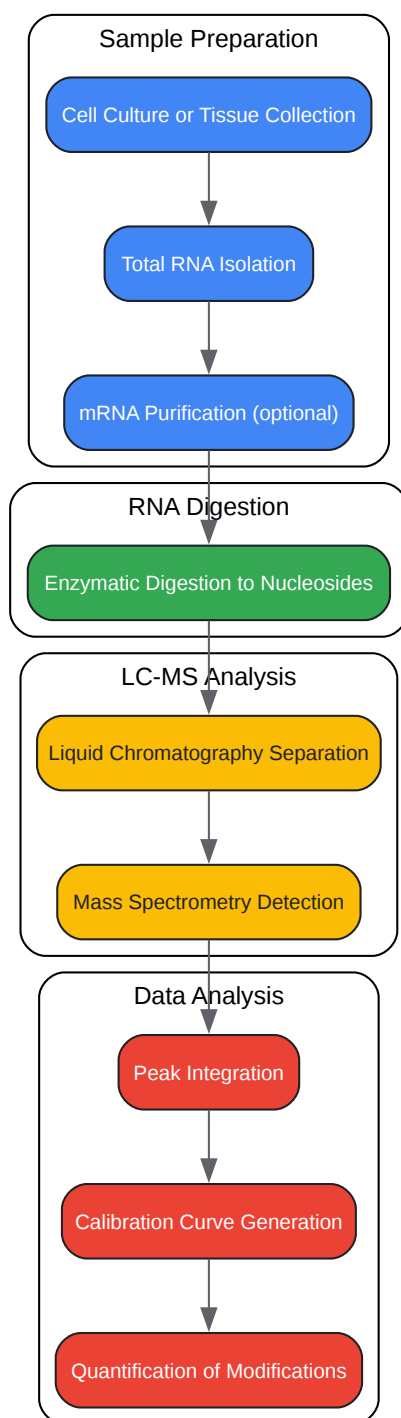 Sample Preparation
Cell Culture or Tissue Collection
Total RNA Isolation
mRNA Purification (optional)
RNA Digestion
Enzymatic Digestion to Nucleosides
LC-MS Analysis
Liquid Chromatography Separation
Mass Spectrometry Detection
Data Analysis
Peak Integration
Calibration Curve Generation
Quantification of Modifications